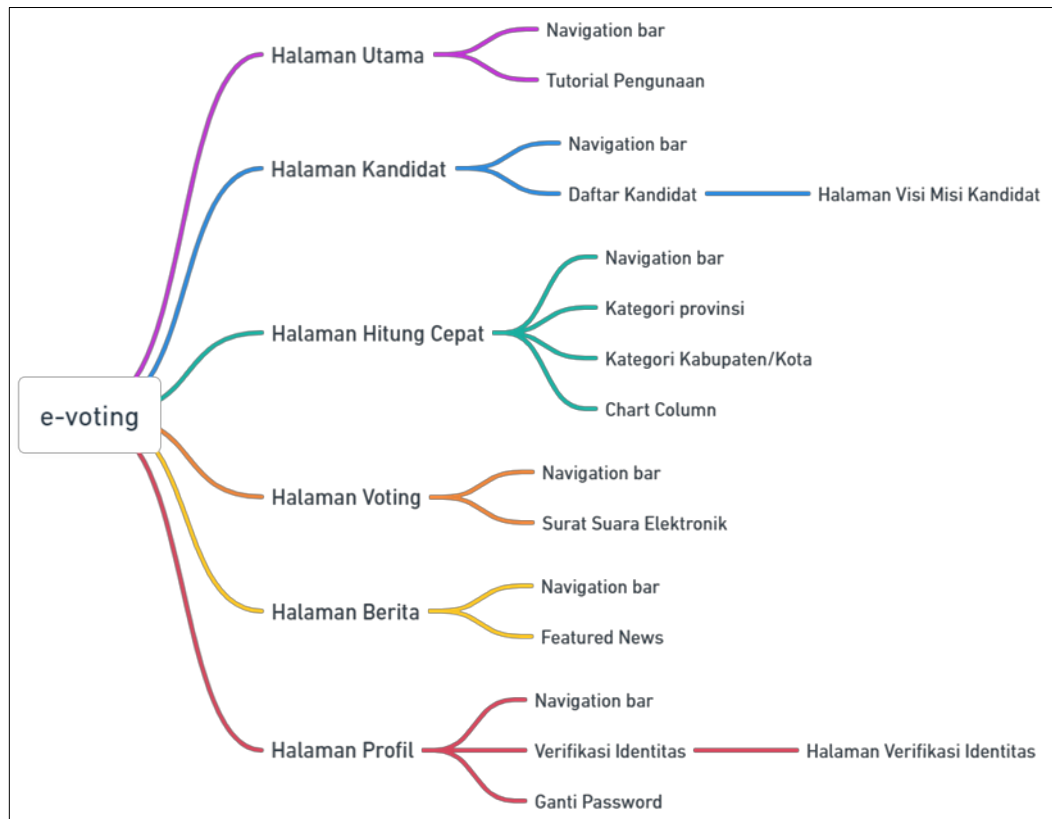 Halaman Utama
Navigation bar
Tutorial Pengunaan
Halaman Kandidat
Navigation bar
Daftar Kandidat
Halaman Visi Misi Kandidat
Halaman Hitung Cepat
Navigation bar
Kategori provinsi
Kategori Kabupaten/Kota
Chart Column
e-voting
Halaman Voting
Navigation bar
Surat Suara Elektronik
Halaman Berita
Navigation bar
Featured News
Halaman Profil
Navigation bar
Verifikasi Identitas
Halaman Verifikasi Identitas
Ganti Password